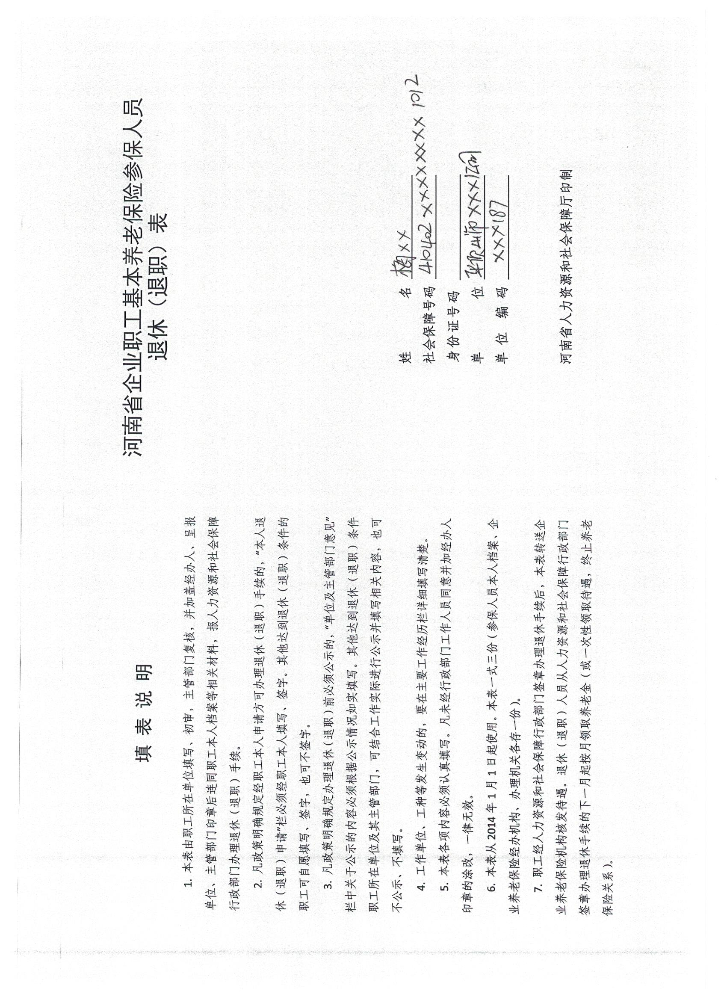 填表说明
1. 本表由职工所在单位填写、初审，主管部门复核，并加盖经办人、呈报
单位、主管部门印章后连同职工本人档案等相关材料，报人力资源和社会保障
行政部门办理退休（退职）手续。
2. 凡政策明确规定经职工本人申请方可办理退休（退职）手续的，“本人退
休（退职）申请”栏必须经职工本人填写、签字。其他达到退休（退职）条件的
职工可自愿填写、签字，也可不签字。
3. 凡政策明确规定办理退休（退职）前必须公示的，“单位及主管部门意见”
栏中关于公示的内容必须根据公示情况如实填写。其他达到退休（退职）条件
职工所在单位及其主管部门，可结合工作实际进行公示并填写相关内容，也可
不公示、不填写。
4. 工作单位、工种等发生变动的，要在主要工作经历栏详细填写清楚。
5. 本表各项内容必须认真填写。凡未经行政部门工作人员同意并加经办人
印章的涂改，一律无效。
6. 本表从2014年1月1日起使用。本表一式三份（参保人员本人档案、企
业养老保险经办机构、办理机关各存一份）。
7. 职工经人力资源和社会保障行政部门签章办理退休手续后，本表转送企
业养老保险机构核发待遇。退休（退职）人员从人力资源和社会保障行政部门
签章办理退休手续的下一月起按月领取养老金（或一次性领取待遇，终止养老
保险关系）。
河南省企业职工基本养老保险参保人员
退休（退职）表
姓名 XX
社会保障号码 410402XXXXXXXX1012
身份证号码
单位 XXX
单位编码 XXX187
河南省人力资源和社会保障厅印制